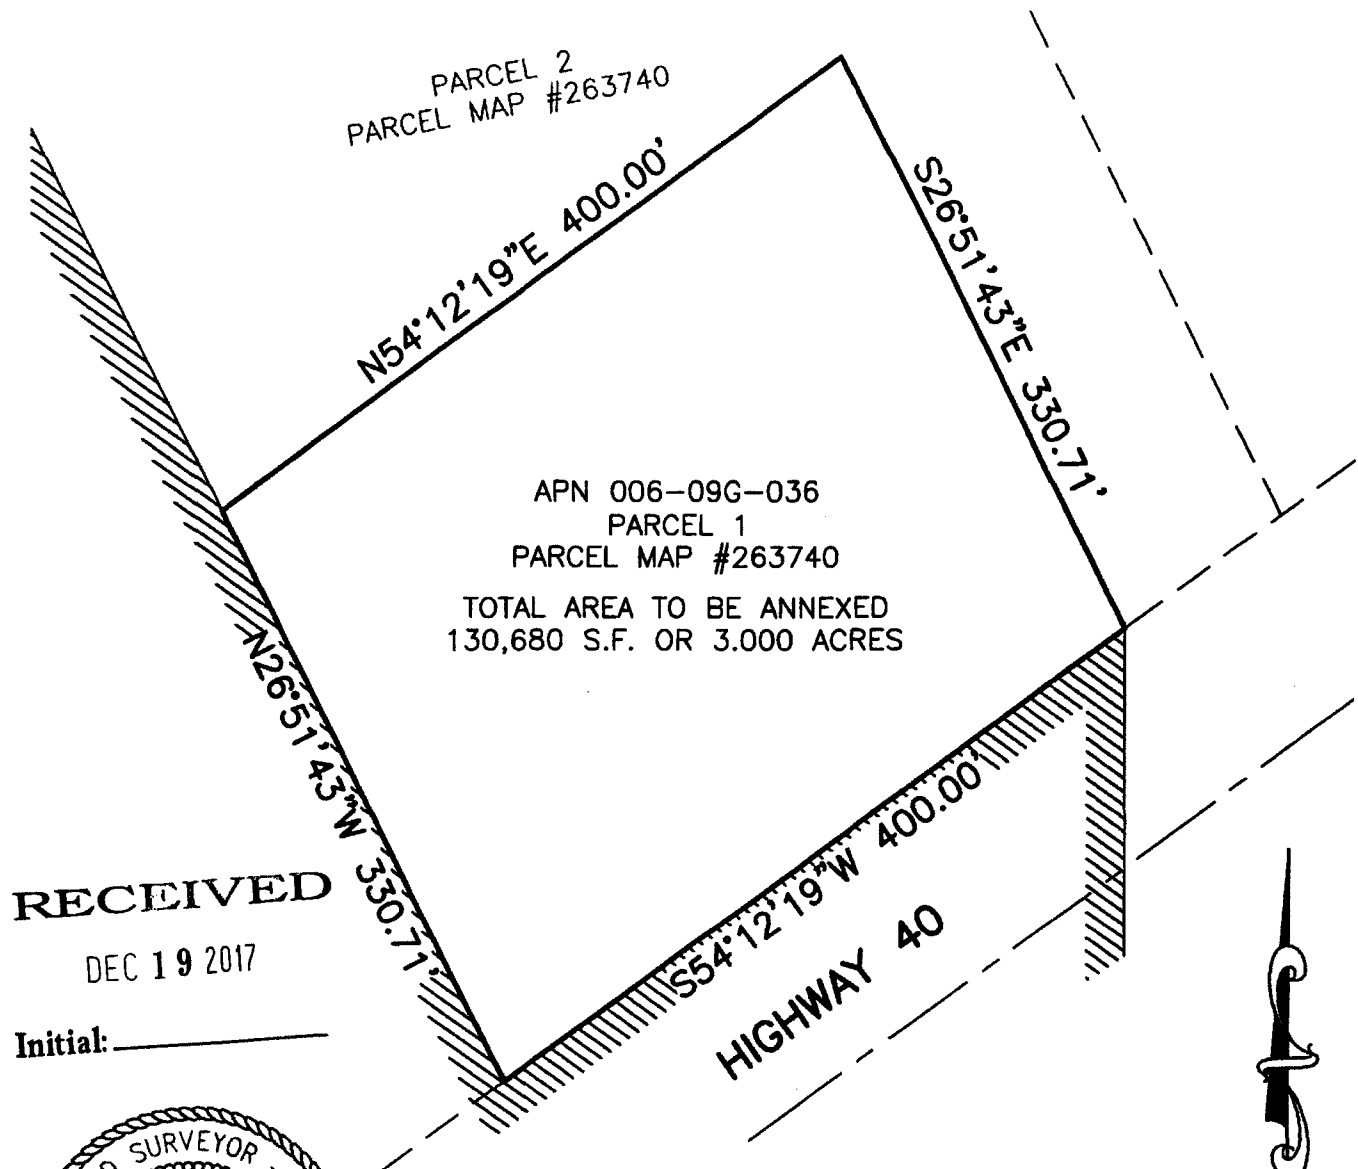 PARCEL 2
PARCEL MAP #263740
N54°12'19"E 400.00'
S26°51'43"E 330.71'
APN 006-09G-036
PARCEL 1
PARCEL MAP #263740
TOTAL AREA TO BE ANNEXED
130,680 S.F. OR 3.000 ACRES
N26°51'43"W 330.71'
S54°12'19"W 400.00'
HIGHWAY 40
RECEIVED
DEC 19 2017
Initial:
SURVEYOR